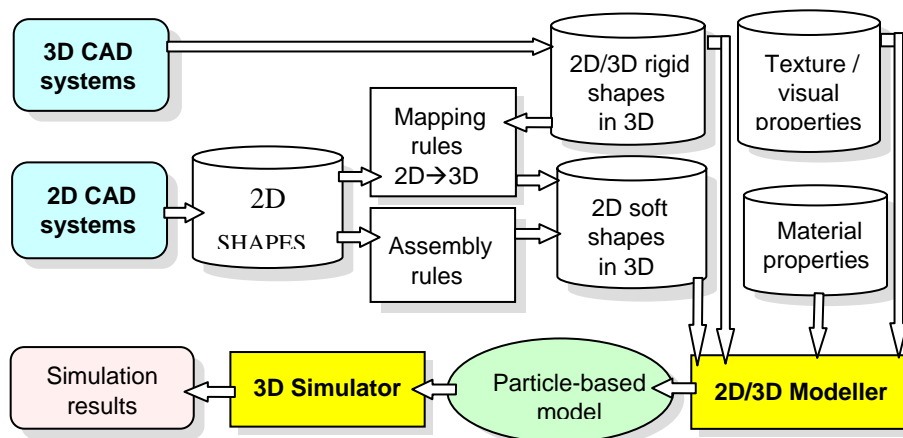 3D CAD
systems
2D/3D rigid
shapes
in 3D
Texture /
visual
properties
Mapping
rules
2D→3D
2D CAD
systems
2D
SHAPES
Assembly
rules
2D soft
shapes
in 3D
Material
properties
Simulation
results
3D Simulator
Particle-based
model
2D/3D Modeller